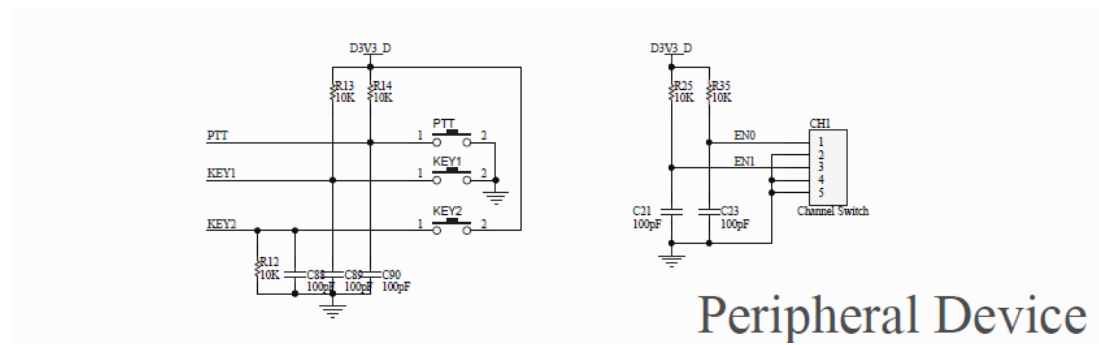 D3V3_D
R13
10K
R14
10K
PTT
PTT
1
2
KEY1
KEY1
1
2
KEY2
KEY2
1
2
R12
10K
C88
100pF
C89
100pF
C90
100pF
D3V3_D
R25
10K
R35
10K
CH1
EN0
EN1
1
2
3
4
5
Channel Switch
C21
100pF
C23
100pF
Peripheral Device